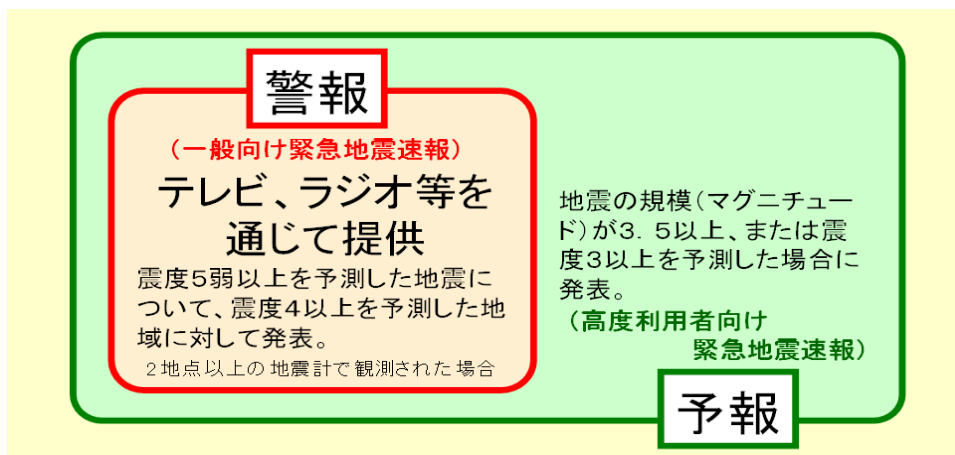 警報
（一般向け緊急地震速報）
テレビ、ラジオ等を
通じて提供
震度５弱以上を予測した地震に
ついて、震度４以上を予測した地
域に対して発表。
２地点以上の地震計で観測された場合
地震の規模（マグニチュー
ド）が３．５以上、または震
度３以上を予測した場合に
発表。
（高度利用者向け
緊急地震速報）
予報